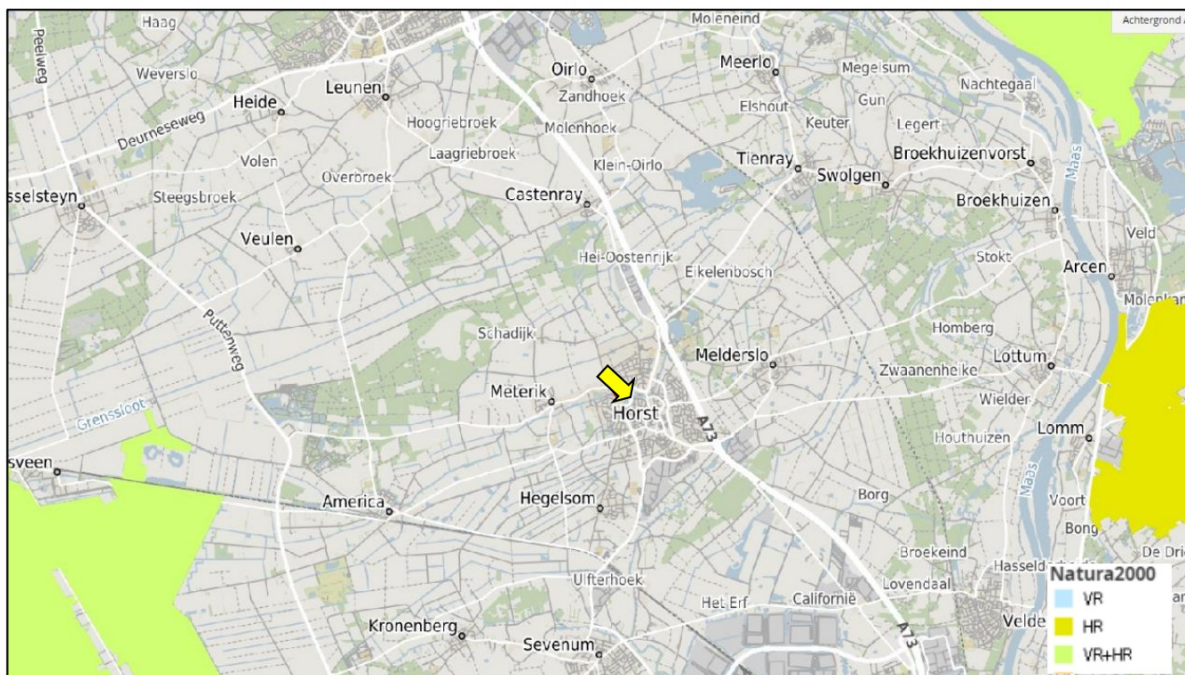 Haag
Moleneind
Achtergrond
Peelweg
Weverslo
Oirlo
Meerlo
Megelsum
Nachtegaal
Leunen
Zandhoek
Heide
Elshout
Gun
Hoogriebroek
Molenhoek
Keuter
Legert
Deurneseweg
Maas
Volen
Laagriebroek
Klein-Oirlo
Tienray
Broekhuizenvorst
Overbroek
Swolgen
sselsteyn
Steegsbroek
Castenray
Broekhuizen
Veld
Veulen
Hei-Oostenrijk
Stokt
Eikelenbosch
Arcen
Puttenweg
Schadijk
Homberg
Melderslo
Lottum
Zwaanenheike
Meterik
Wielder
Grenssloot
Horst
A73
Lomm
Houthuizen
sveen
Maas
America
Hegelsom
Borg
Voort
Broekeind
De Drie
Ulfterhoek
Lovendaal
Natura2000
Het Erf
Californië
VR
Kronenberg
Velde
HR
Sevenum
A73
VR+HR